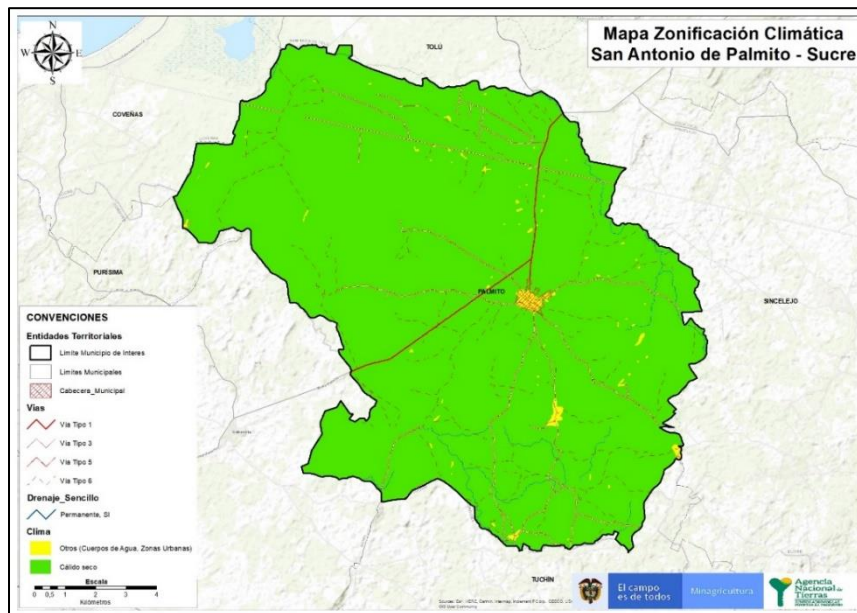 Mapa Zonificación Climática
San Antonio de Palmito - Sucre
N
W
E
S
TOLÚ
COVEÑAS
PURÍSIMA
PALMITO
SINCELEJO
TUCHÍN
CONVENCIONES
Entidades Territoriales
Limite Municipio de Interes
Limites Municipales
Cabecera_Municipal
Vías
Via Tipo 1
Via Tipo 3
Via Tipo 5
Via Tipo 6
Drenaje_Sencillo
Permanente, SI
Clima
Otros (Cuerpos de Agua, Zonas Urbanas)
Cálido seco
Escala
0 0,5 1 2 3 4
Kilómetros
El campo
es de todos
Minagricultura
Agencia
Nacional de
Tierras